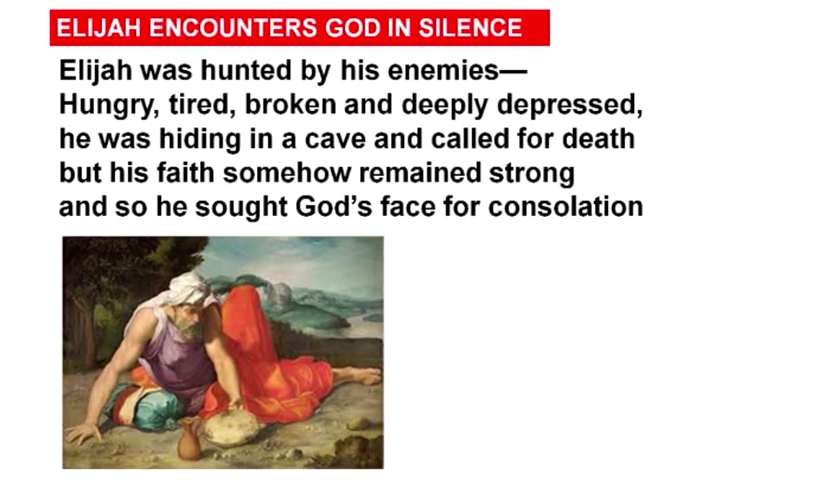 ELIJAH ENCOUNTERS GOD IN SILENCE
Elijah was hunted by his enemies—
Hungry, tired, broken and deeply depressed,
he was hiding in a cave and called for death
but his faith somehow remained strong
and so he sought God’s face for consolation